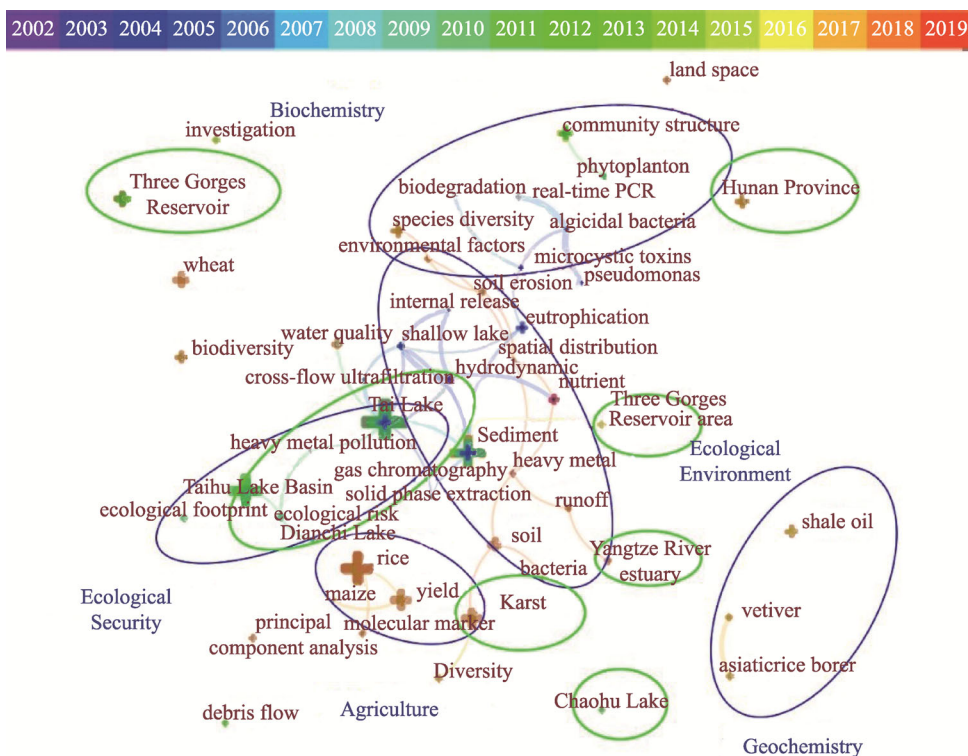 2002 2003 2004 2005 2006 2007 2008 2009 2010 2011 2012 2013 2014 2015 2016 2017 2018 2019
land space
Biochemistry
investigation
community structure
Three Gorges
Reservoir
phytoplanton
biodegradation
real-time PCR
Hunan Province
species diversity
algicidal bacteria
environmental factors
wheat
microcystic toxins
soil erosion
pseudomonas
internal release
eutrophication
water quality
shallow lake
biodiversity
spatial distribution
hydrodynamic
cross-flow ultrafiltration
nutrient
Tai Lake
Three Gorges
Reservoir area
heavy metal pollution
Sediment
Ecological
Environment
gas chromatography
heavy metal
Taihu Lake Basin
solid phase extraction
runoff
ecological footprint
ecological risk
Dianchi Lake
shale oil
soil
Yangtze River
estuary
rice
bacteria
maize
yield
Karst
Ecological
Security
vetiver
principal
component analysis
molecular marker
Diversity
asiaticrice borer
Chaohu Lake
Agriculture
debris flow
Geochemistry